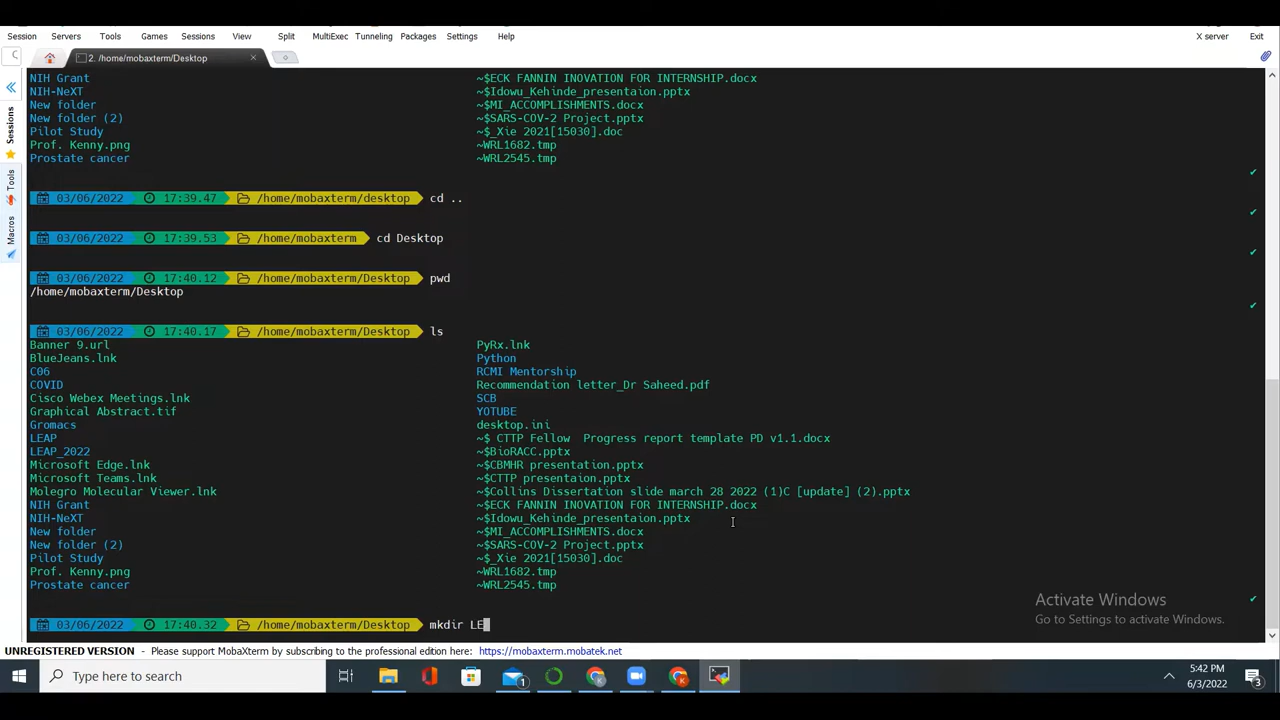 Session Servers Tools Games Sessions View Split MultiExec Tunneling Packages Settings Help X server Exit
2. /home/mobaxterm/Desktop
NIH Grant ~$ECK FANNIN INOVATION FOR INTERNSHIP.docx
NIH-NeXT ~$Idowu_Kehinde_presentaion.pptx
New folder ~$MI_ACCOMPLISHMENTS.docx
New folder (2) ~$SARS-COV-2 Project.pptx
Pilot Study ~$_Xie 2021[15030].doc
Prof. Kenny.png ~WRL1682.tmp
Prostate cancer ~WRL2545.tmp
03/06/2022 17:39.47 /home/mobaxterm/desktop cd ..
03/06/2022 17:39.53 /home/mobaxterm cd Desktop
03/06/2022 17:40.12 /home/mobaxterm/Desktop pwd
/home/mobaxterm/Desktop
03/06/2022 17:40.17 /home/mobaxterm/Desktop ls
Banner 9.url PyRx.lnk
BlueJeans.lnk Python
C06 RCMI Mentorship
COVID Recommendation letter_Dr Saheed.pdf
Cisco Webex Meetings.lnk SCB
Graphical Abstract.tif YOTUBE
Gromacs desktop.ini
LEAP ~$ CTTP Fellow  Progress report template PD v1.1.docx
LEAP_2022 ~$BioRACC.pptx
Microsoft Edge.lnk ~$CBMHR presentation.pptx
Microsoft Teams.lnk ~$CTTP presentaion.pptx
Molegro Molecular Viewer.lnk ~$Collins Dissertation slide march 28 2022 (1)C [update] (2).pptx
NIH Grant ~$ECK FANNIN INOVATION FOR INTERNSHIP.docx
NIH-NeXT ~$Idowu_Kehinde_presentaion.pptx
New folder ~$MI_ACCOMPLISHMENTS.docx
New folder (2) ~$SARS-COV-2 Project.pptx
Pilot Study ~$_Xie 2021[15030].doc
Prof. Kenny.png ~WRL1682.tmp
Prostate cancer ~WRL2545.tmp
03/06/2022 17:40.32 /home/mobaxterm/Desktop mkdir LE
Sessions
Tools
Macros
Activate Windows
Go to Settings to activate Windows.
UNREGISTERED VERSION - Please support MobaXterm by subscribing to the professional edition here: https://mobaxterm.mobatek.net
Type here to search
1
5:42 PM
6/3/2022
3